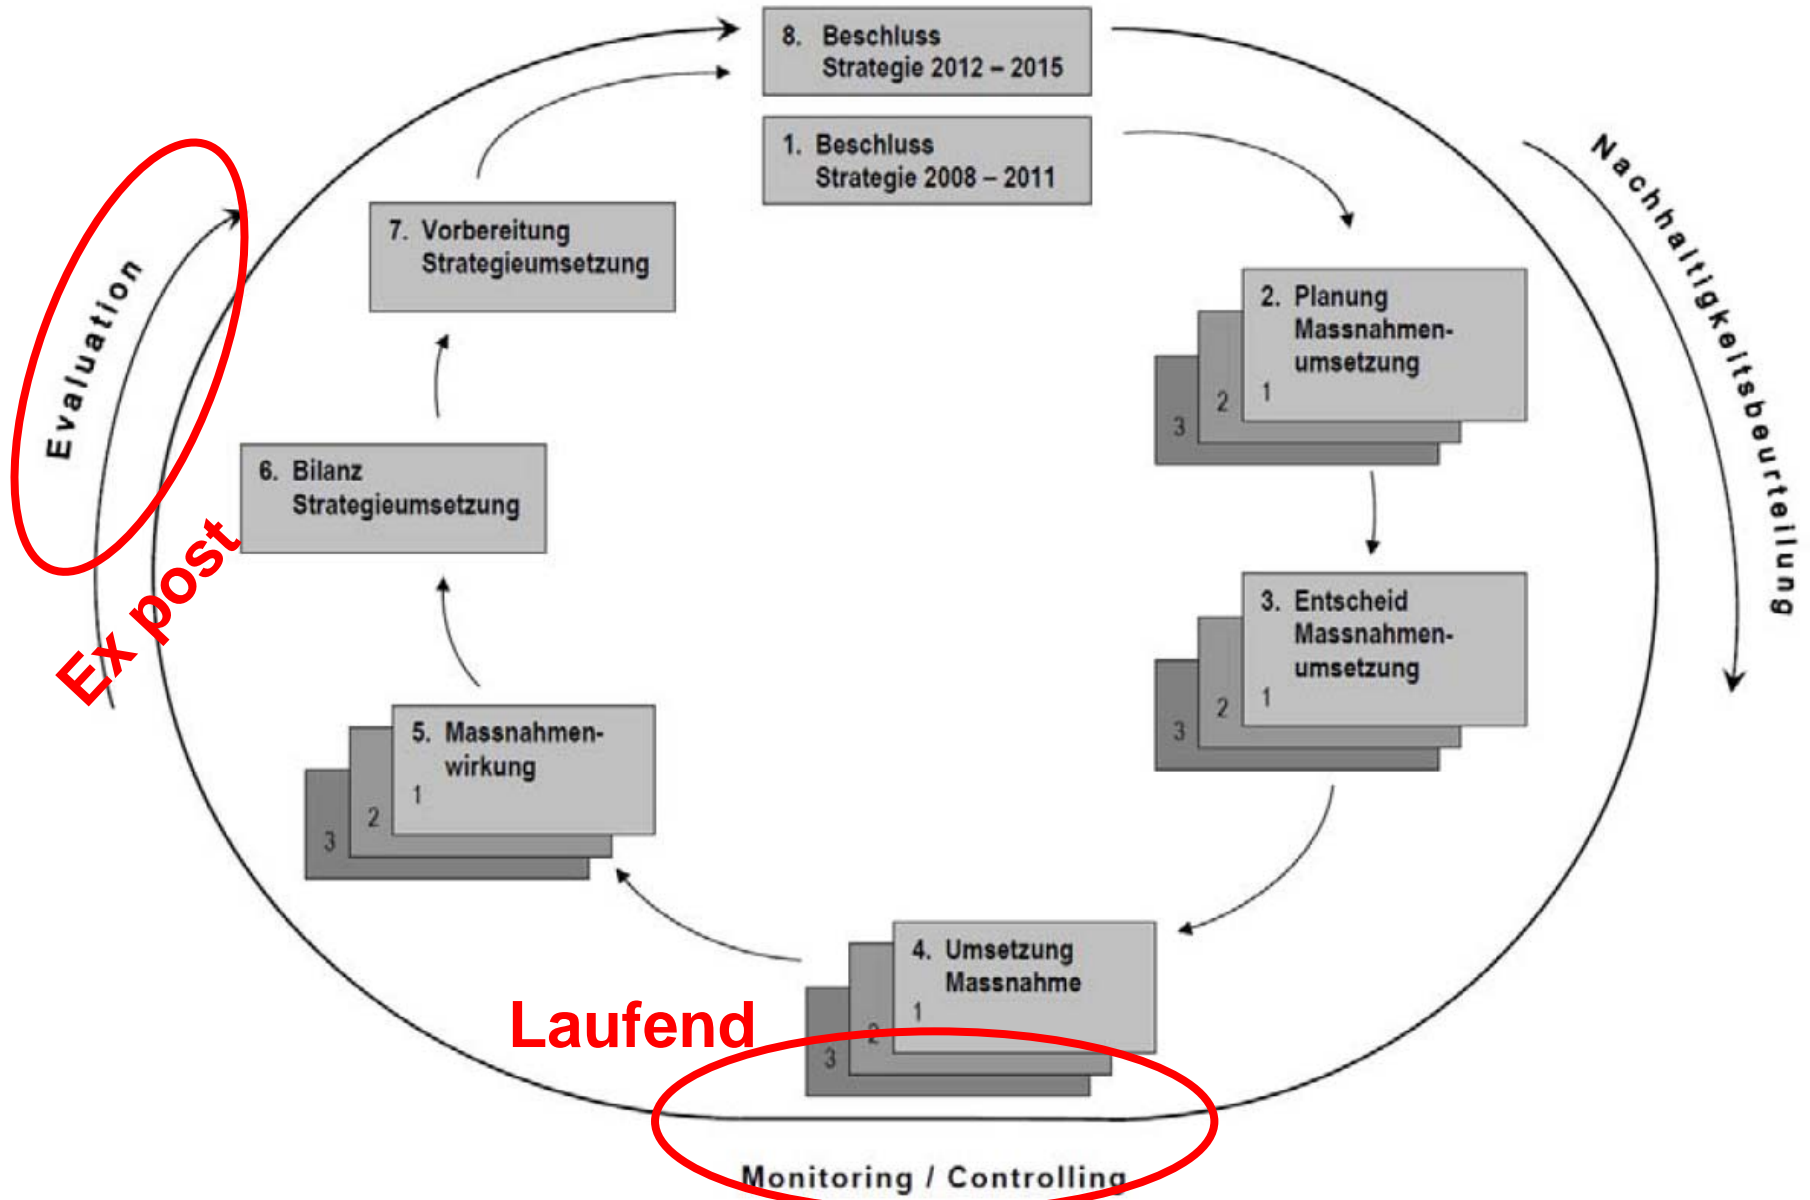 8. Beschluss
Strategie 2012 – 2015
1. Beschluss
Strategie 2008 – 2011
Nachhaltigkeitsbeurteilung
2. Planung
Massnahmen-
umsetzung
1
2
3
3. Entscheid
Massnahmen-
umsetzung
1
2
3
4. Umsetzung
Massnahme
1
2
3
Laufend
Monitoring / Controlling
5. Massnahmen-
wirkung
1
2
3
6. Bilanz
Strategieumsetzung
7. Vorbereitung
Strategieumsetzung
Evaluation
Ex post